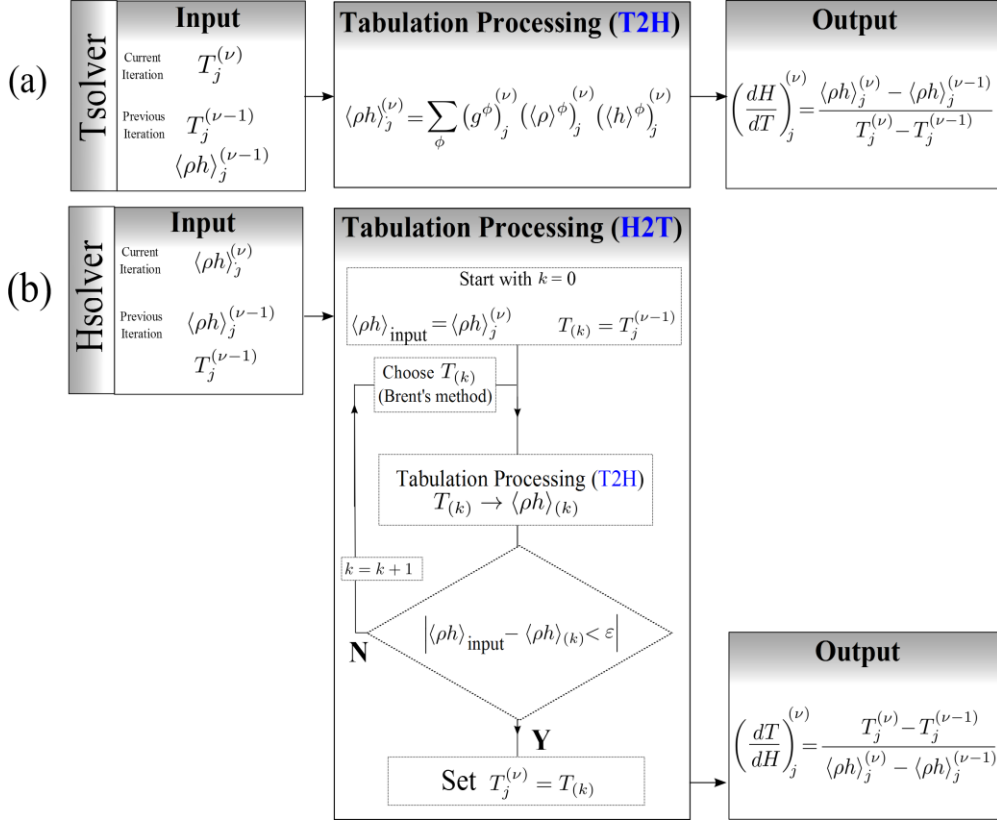 (a)
Tsolver
Input
Current Iteration T_j^{(ν)}
Previous Iteration T_j^{(ν−1)}
⟨ρh⟩_j^{(ν−1)}
Tabulation Processing (T2H)
⟨ρh⟩_j^{(ν)} = ∑_ϕ (g^ϕ)_j^{(ν)} (⟨ρ⟩^ϕ)_j^{(ν)} (⟨h⟩^ϕ)_j^{(ν)}
Output
(dH/dT)_j^{(ν)} = (⟨ρh⟩_j^{(ν)} − ⟨ρh⟩_j^{(ν−1)}) / (T_j^{(ν)} − T_j^{(ν−1)})
(b)
Hsolver
Input
Current Iteration ⟨ρh⟩_j^{(ν)}
Previous Iteration ⟨ρh⟩_j^{(ν−1)}
T_j^{(ν−1)}
Tabulation Processing (H2T)
Start with k = 0
⟨ρh⟩_input = ⟨ρh⟩_j^{(ν)} T_{(k)} = T_j^{(ν−1)}
Choose T_{(k)}
(Brent's method)
Tabulation Processing (T2H)
T_{(k)} → ⟨ρh⟩_{(k)}
k = k + 1
|⟨ρh⟩_input − ⟨ρh⟩_{(k)} < ε|
N
Y
Set T_j^{(ν)} = T_{(k)}
Output
(dT/dH)_j^{(ν)} = (T_j^{(ν)} − T_j^{(ν−1)}) / (⟨ρh⟩_j^{(ν)} − ⟨ρh⟩_j^{(ν−1)})